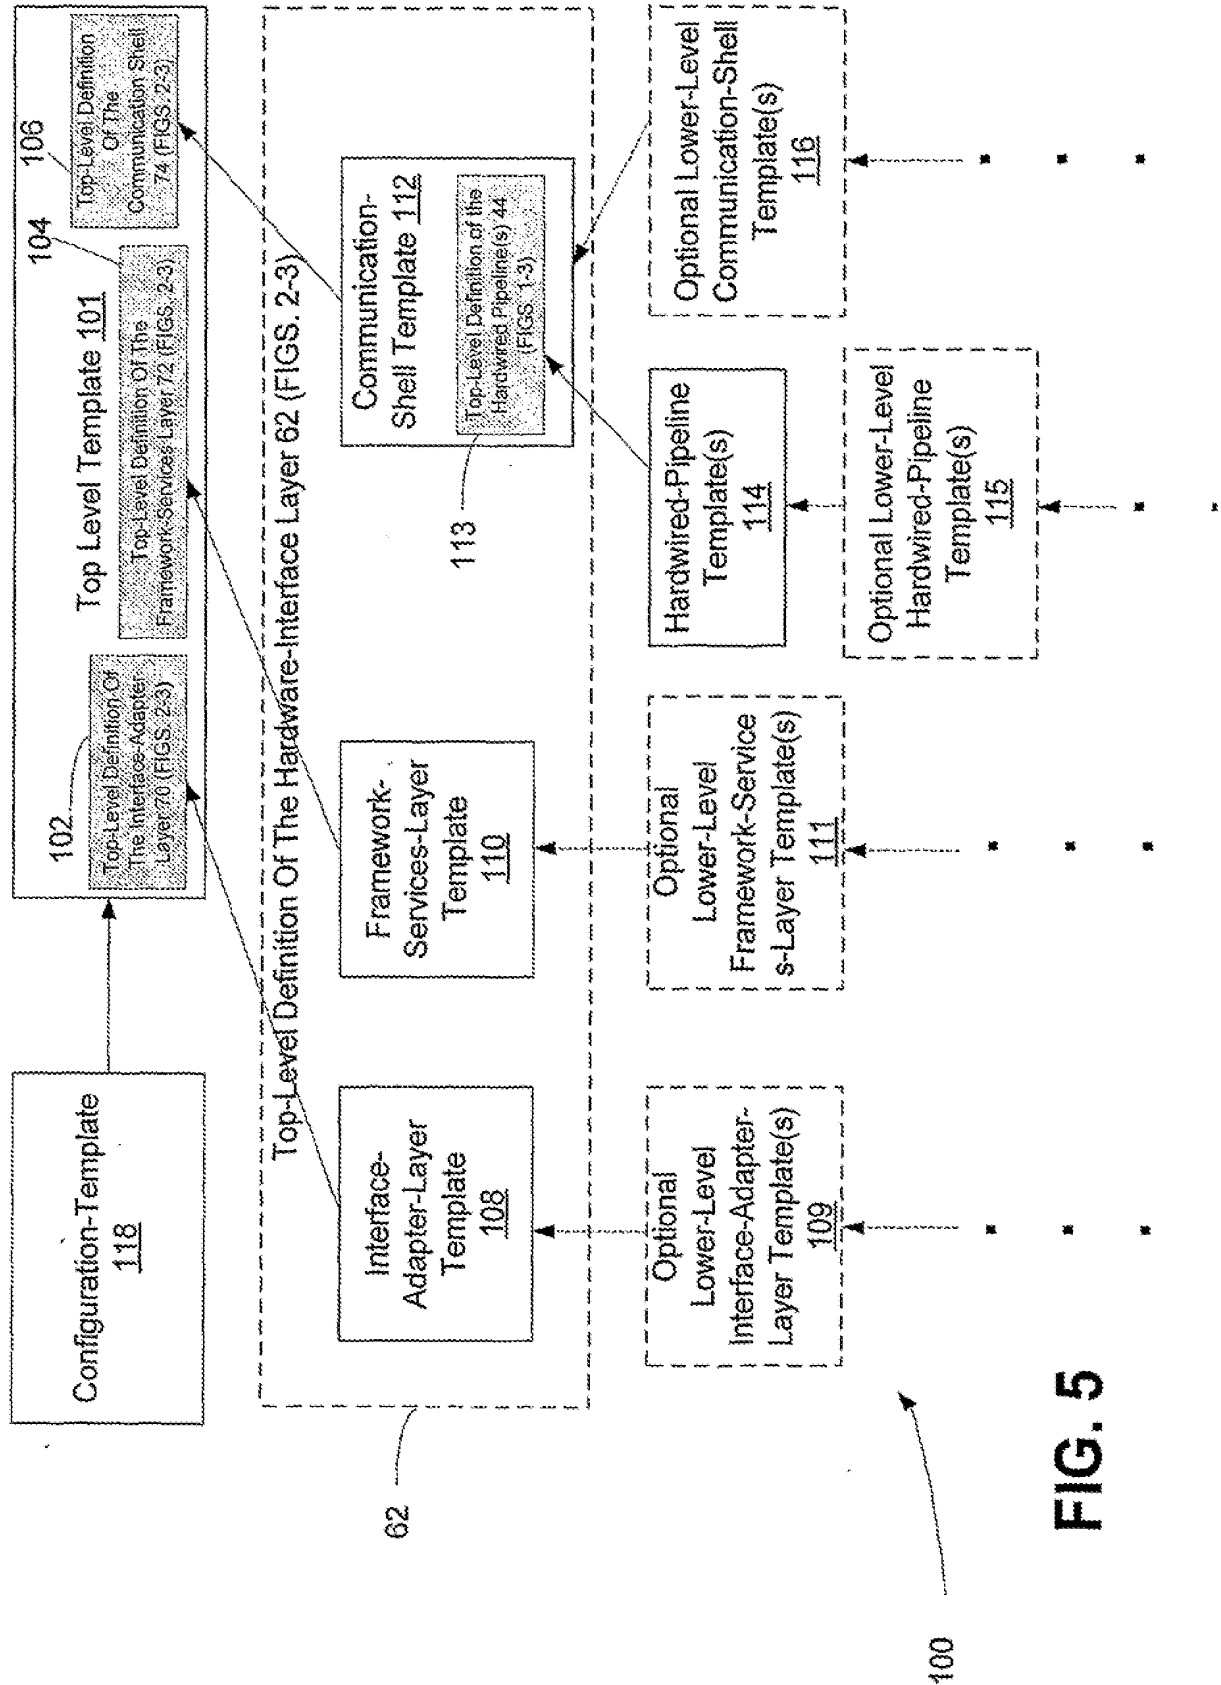 Configuration-Template
118
Top Level Template 101
102
Top-Level Definition Of
The Interface-Adapter
Layer 70 (FIGS. 2-3)
104
Top-Level Definition Of The
Framework-Services Layer 72 (FIGS. 2-3)
106
Top-Level Definition
Of The
Communication Shell
74 (FIGS. 2-3)
62
Top-Level Definition Of The Hardware-Interface Layer 62 (FIGS. 2-3)
Interface-
Adapter-Layer
Template
108
Framework-
Services-Layer
Template
110
Communication-
Shell Template 112
Top-Level Definition of the
Hardwired Pipeline(s) 44
(FIGS. 1-3)
113
Optional
Lower-Level
Interface-Adapter-
Layer Template(s)
109
Optional
Lower-Level
Framework-Service
s-Layer Template(s)
111
Hardwired-Pipeline
Template(s)
114
Optional Lower-Level
Communication-Shell
Template(s)
116
Optional Lower-Level
Hardwired-Pipeline
Template(s)
115
100
FIG. 5